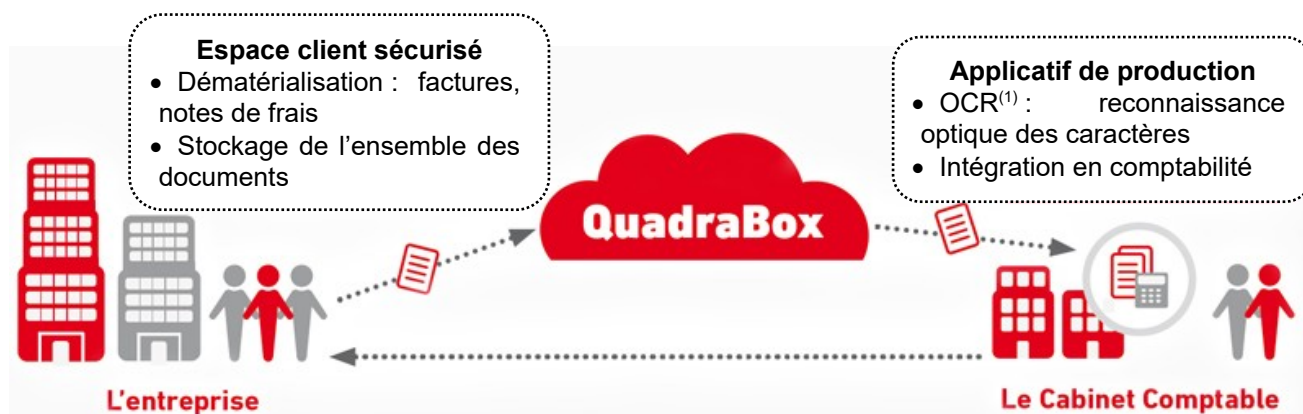 Espace client sécurisé
• Dématérialisation : factures,
notes de frais
• Stockage de l’ensemble des
documents
Applicatif de production
• OCR(1) : reconnaissance
optique des caractères
• Intégration en comptabilité
QuadraBox
L'entreprise
Le Cabinet Comptable